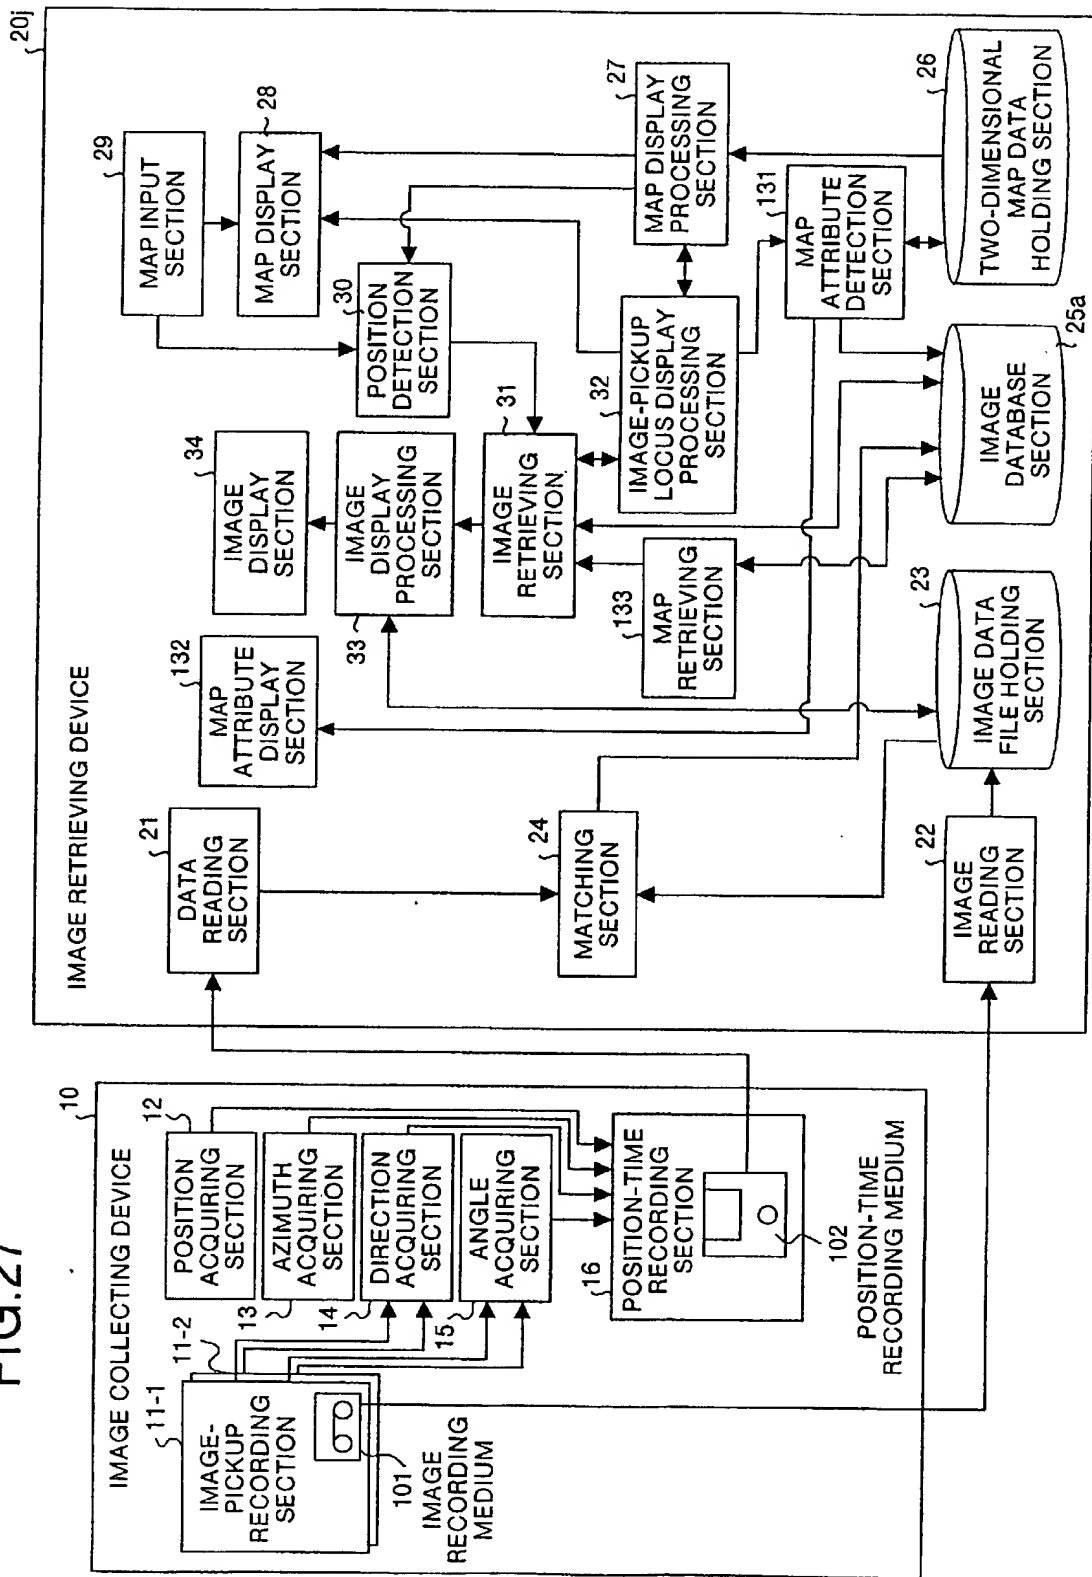 FIG.27
IMAGE COLLECTING DEVICE
10
11-1
11-2
IMAGE-
PICKUP
RECORDING
SECTION
101
IMAGE
RECORDING
MEDIUM
12
POSITION
ACQUIRING
SECTION
13
AZIMUTH
ACQUIRING
SECTION
14
DIRECTION
ACQUIRING
SECTION
15
ANGLE
ACQUIRING
SECTION
16
POSITION-TIME
RECORDING
SECTION
102
POSITION-TIME
RECORDING MEDIUM
20j
IMAGE RETRIEVING DEVICE
21
DATA
READING
SECTION
24
MATCHING
SECTION
22
IMAGE
READING
SECTION
132
MAP
ATTRIBUTE
DISPLAY
SECTION
34
IMAGE
DISPLAY
SECTION
33
IMAGE
DISPLAY
PROCESSING
SECTION
31
IMAGE
RETRIEVING
SECTION
133
MAP
RETRIEVING
SECTION
23
IMAGE DATA
FILE HOLDING
SECTION
29
MAP INPUT
SECTION
28
MAP DISPLAY
SECTION
30
POSITION
DETECTION
SECTION
32
IMAGE-PICKUP
LOCUS DISPLAY
PROCESSING
SECTION
27
MAP DISPLAY
PROCESSING
SECTION
131
MAP
ATTRIBUTE
DETECTION
SECTION
25a
IMAGE
DATABASE
SECTION
26
TWO-DIMENSIONAL
MAP DATA
HOLDING SECTION